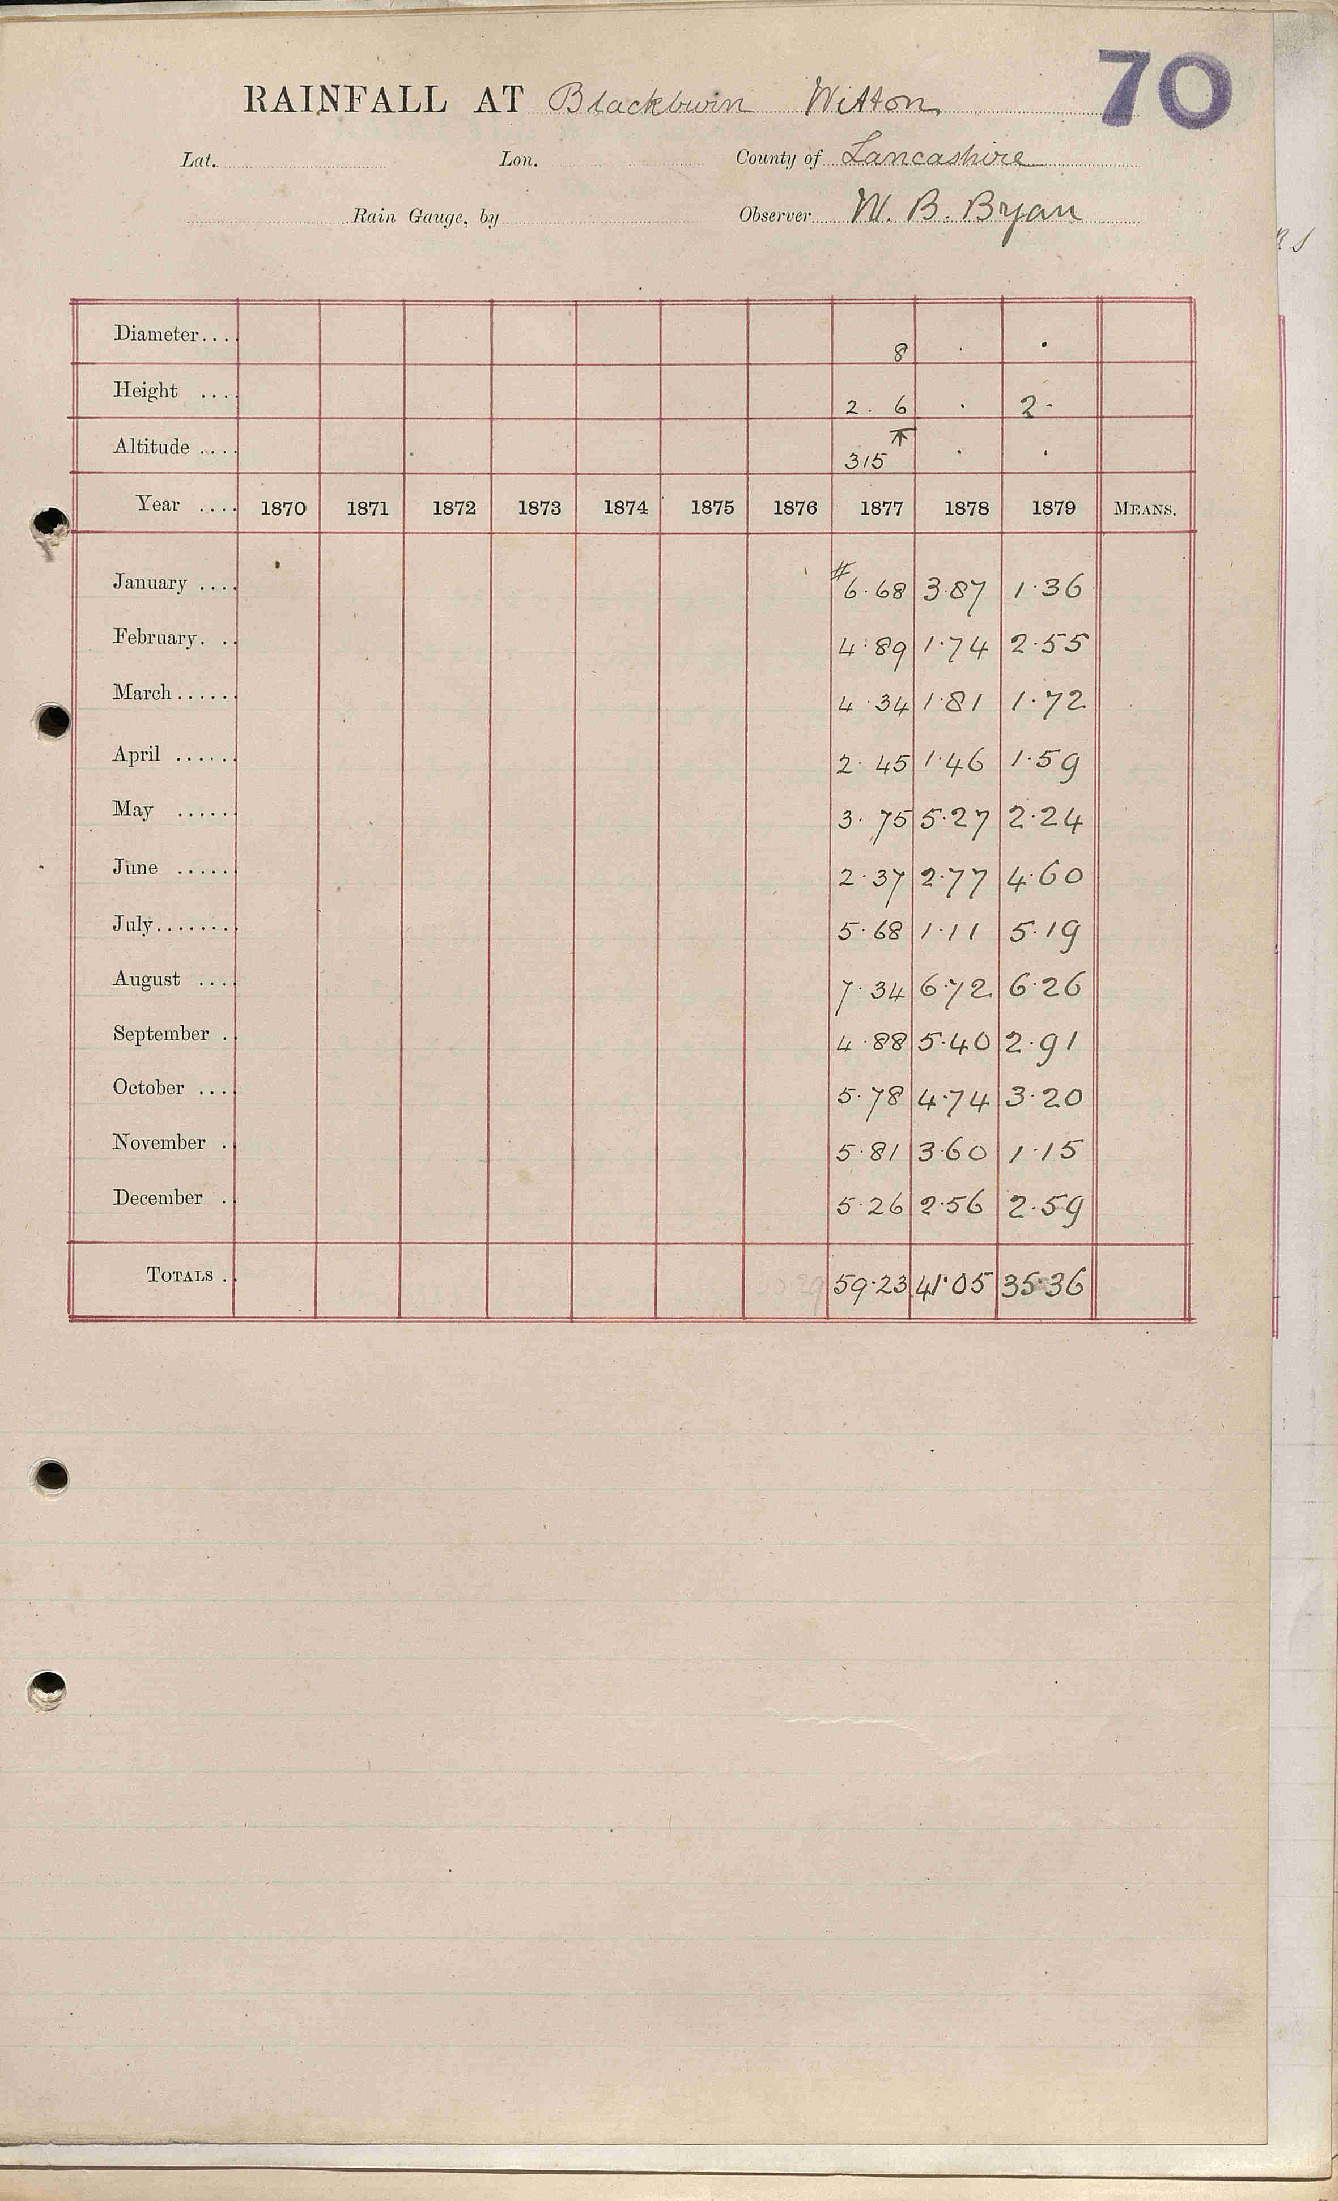 70
RAINFALL AT Blackburn Witton
Lat. Lon. County of Lancashire
Rain Gauge, by Observer W. B. Bryan
Diameter.... 8 . .
Height .... 2. 6 . 2-
Altitude .... 315 T . .
Year .... 1870 1871 1872 1873 1874 1875 1876 1877 1878 1879 MEANS.
January .... #6.68 3.87 1.36
February. .. 4.89 1.74 2.55
March...... 4.34 1.81 1.72
April ...... 2.45 1.46 1.59
May ...... 3.75 5.27 2.24
June ...... 2.37 2.77 4.60
July........ 5.68 1.11 5.19
August .... 7.34 6.72 6.26
September . 4.88 5.40 2.91
October .... 5.78 4.74 3.20
November . 5.81 3.60 1.15
December . 5.26 2.56 2.59
TOTALS . 59.23 41.05 35.36